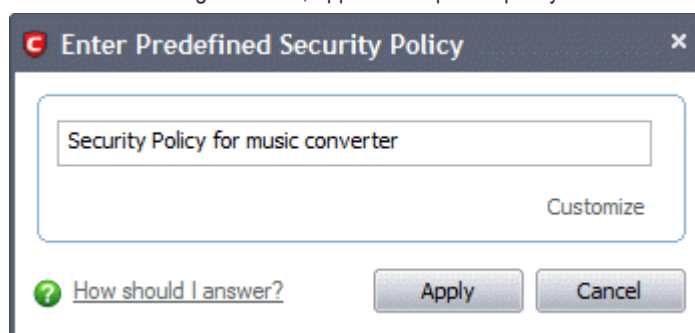 Enter Predefined Security Policy
Security Policy for music converter
Customize
How should I answer?
Apply
Cancel